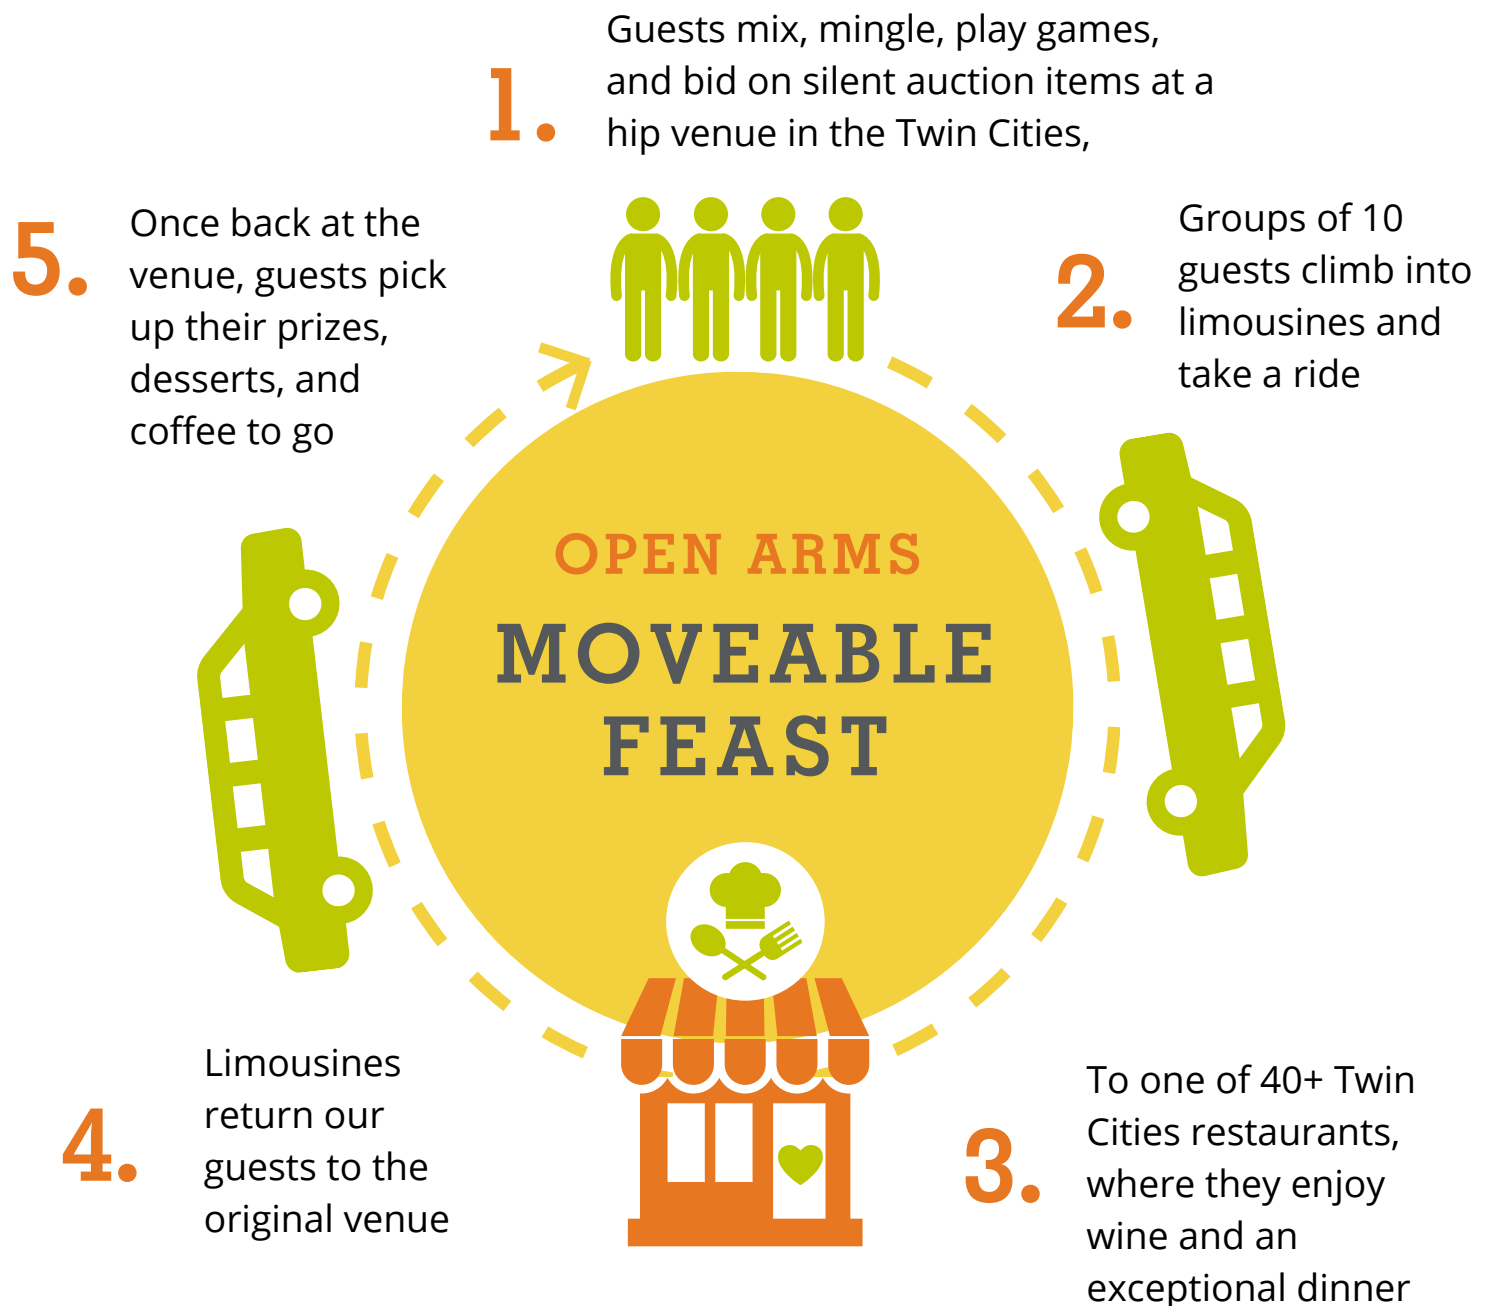 1.
Guests mix, mingle, play games,
and bid on silent auction items at a
hip venue in the Twin Cities,
2.
Groups of 10
guests climb into
limousines and
take a ride
3.
To one of 40+ Twin
Cities restaurants,
where they enjoy
wine and an
exceptional dinner
4.
Limousines
return our
guests to the
original venue
5.
Once back at the
venue, guests pick
up their prizes,
desserts, and
coffee to go
OPEN ARMS
MOVEABLE
FEAST